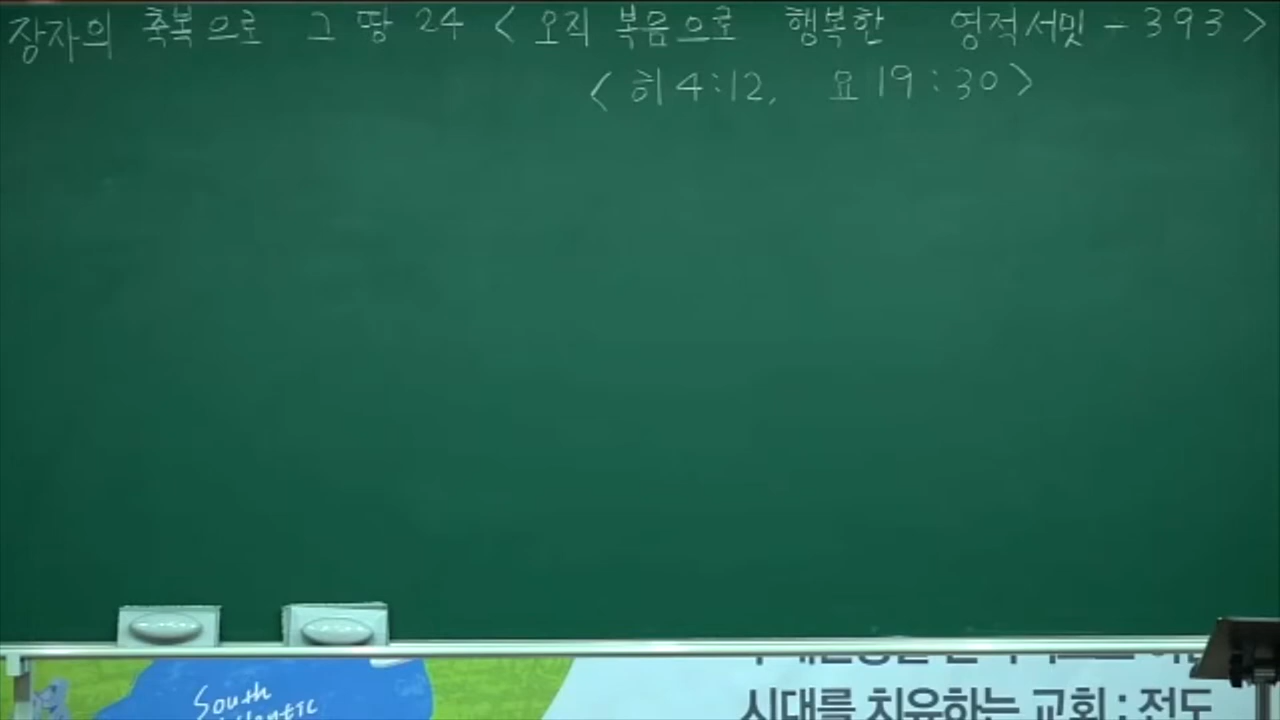 장자의 축복으로 그 땅 24 < 오직 복음으로 행복한 영적서밋 - 393 >
< 히 4:12, 요 19:30 >
South
시대를 치유하는 교회 : 전도